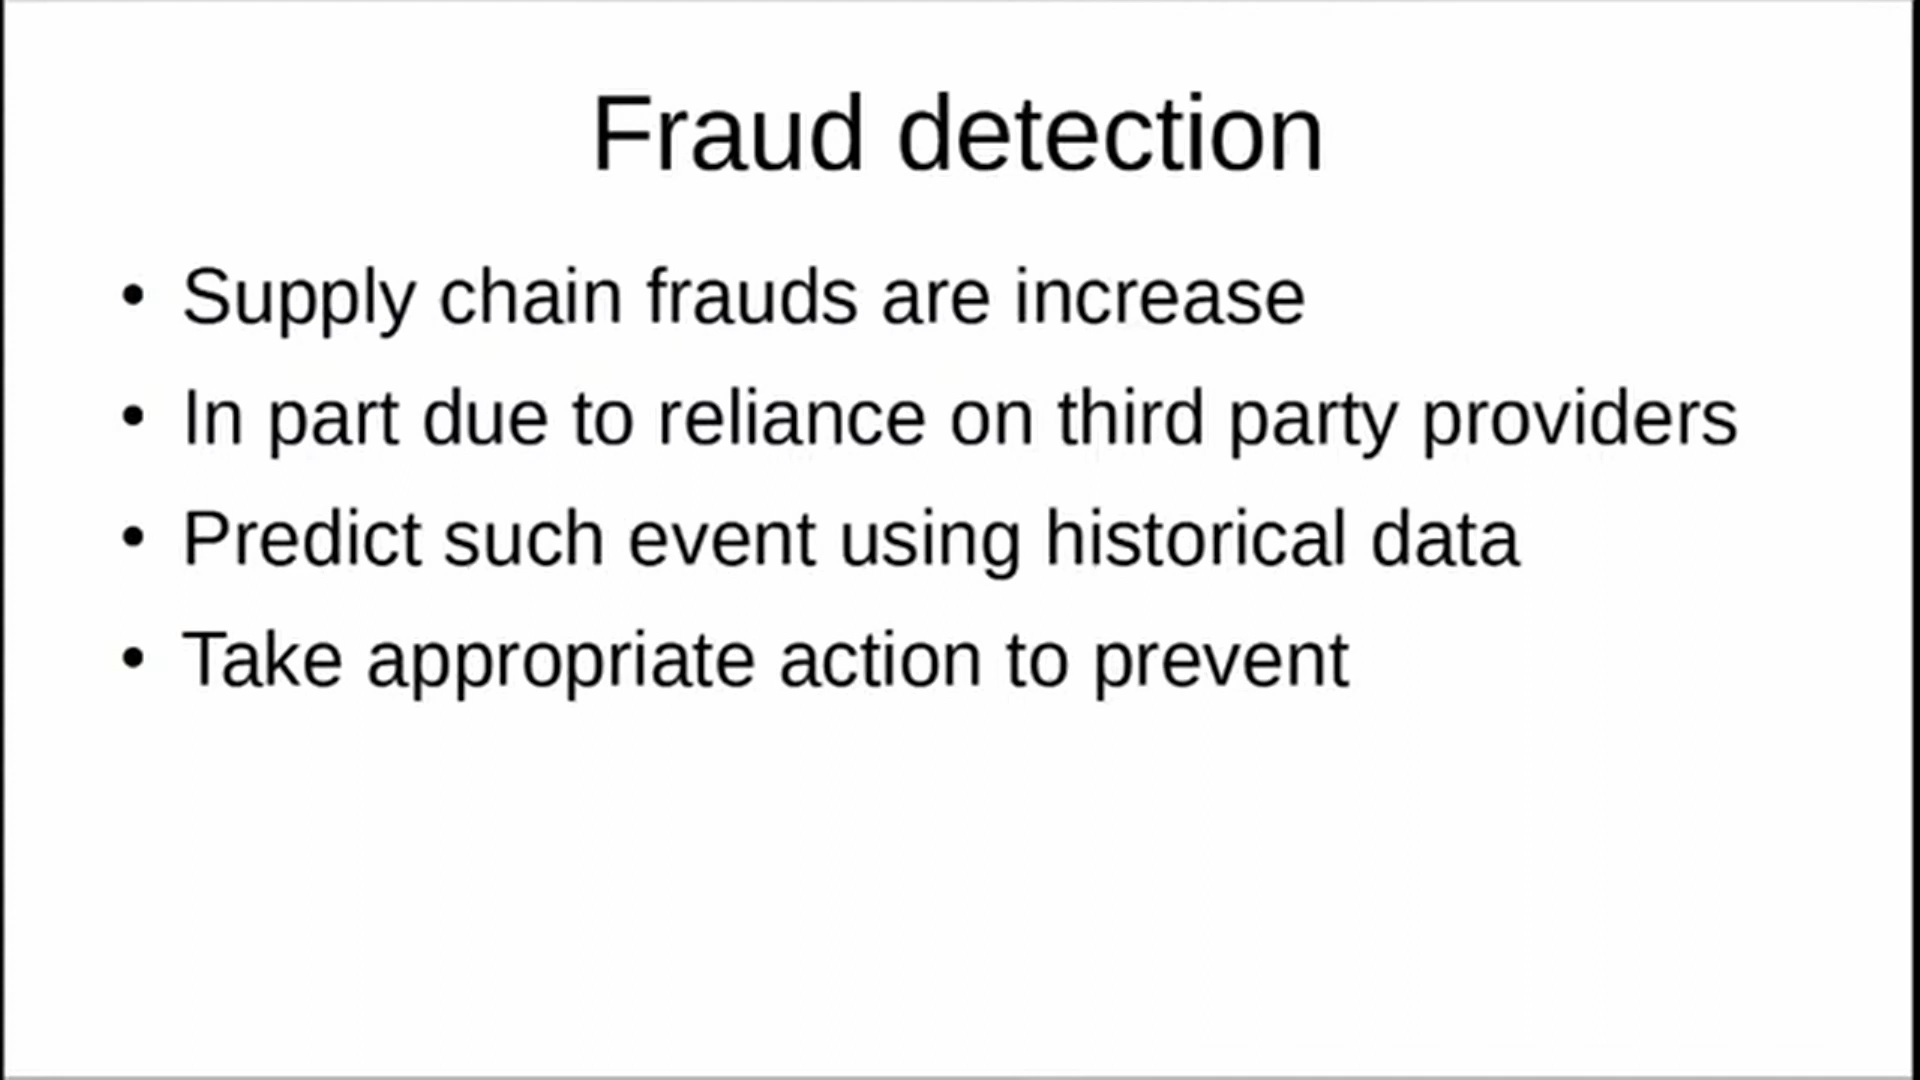 Fraud detection
• Supply chain frauds are increase
• In part due to reliance on third party providers
• Predict such event using historical data
• Take appropriate action to prevent